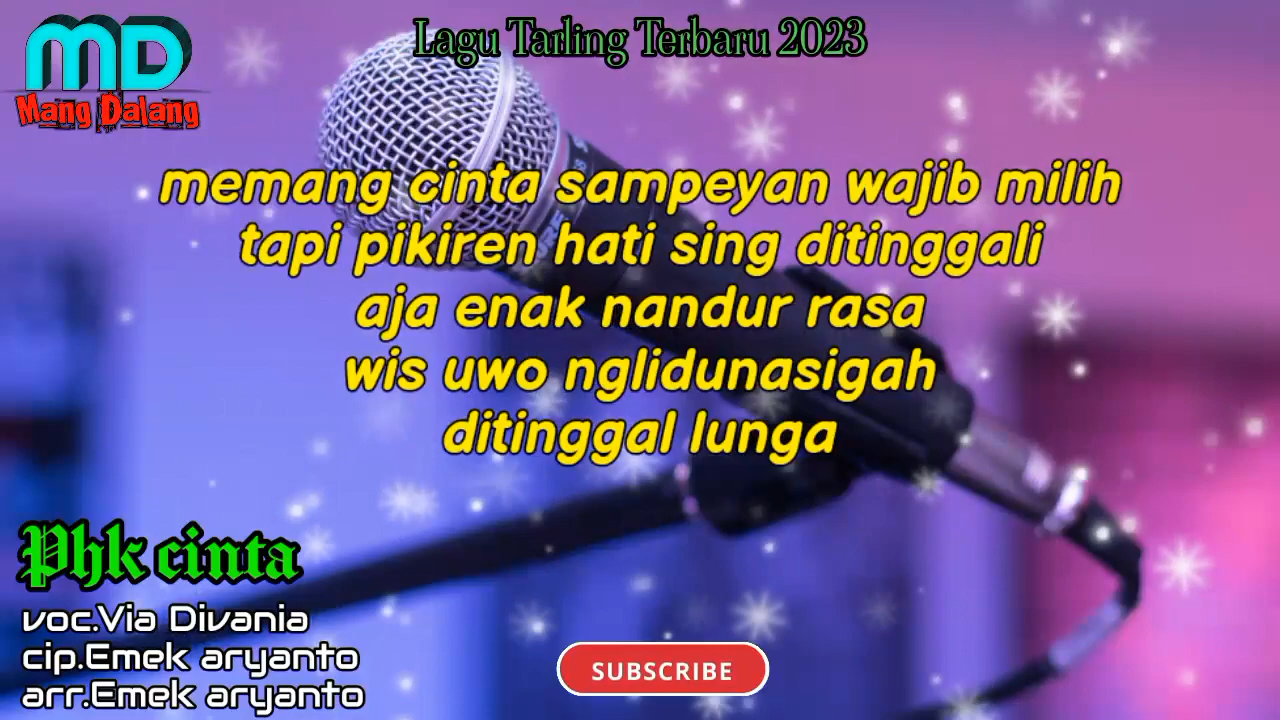 MD
Mang Dalang
Lagu Tarling Terbaru 2023
memang cinta sampeyan wajib milih
tapi pikiren hati sing ditinggali
aja enak nandur rasa
wis uwo nglidunasigah
ditinggal lunga
Phk cinta
voc.Via Divania
cip.Emek aryanto
arr.Emek aryanto
SUBSCRIBE